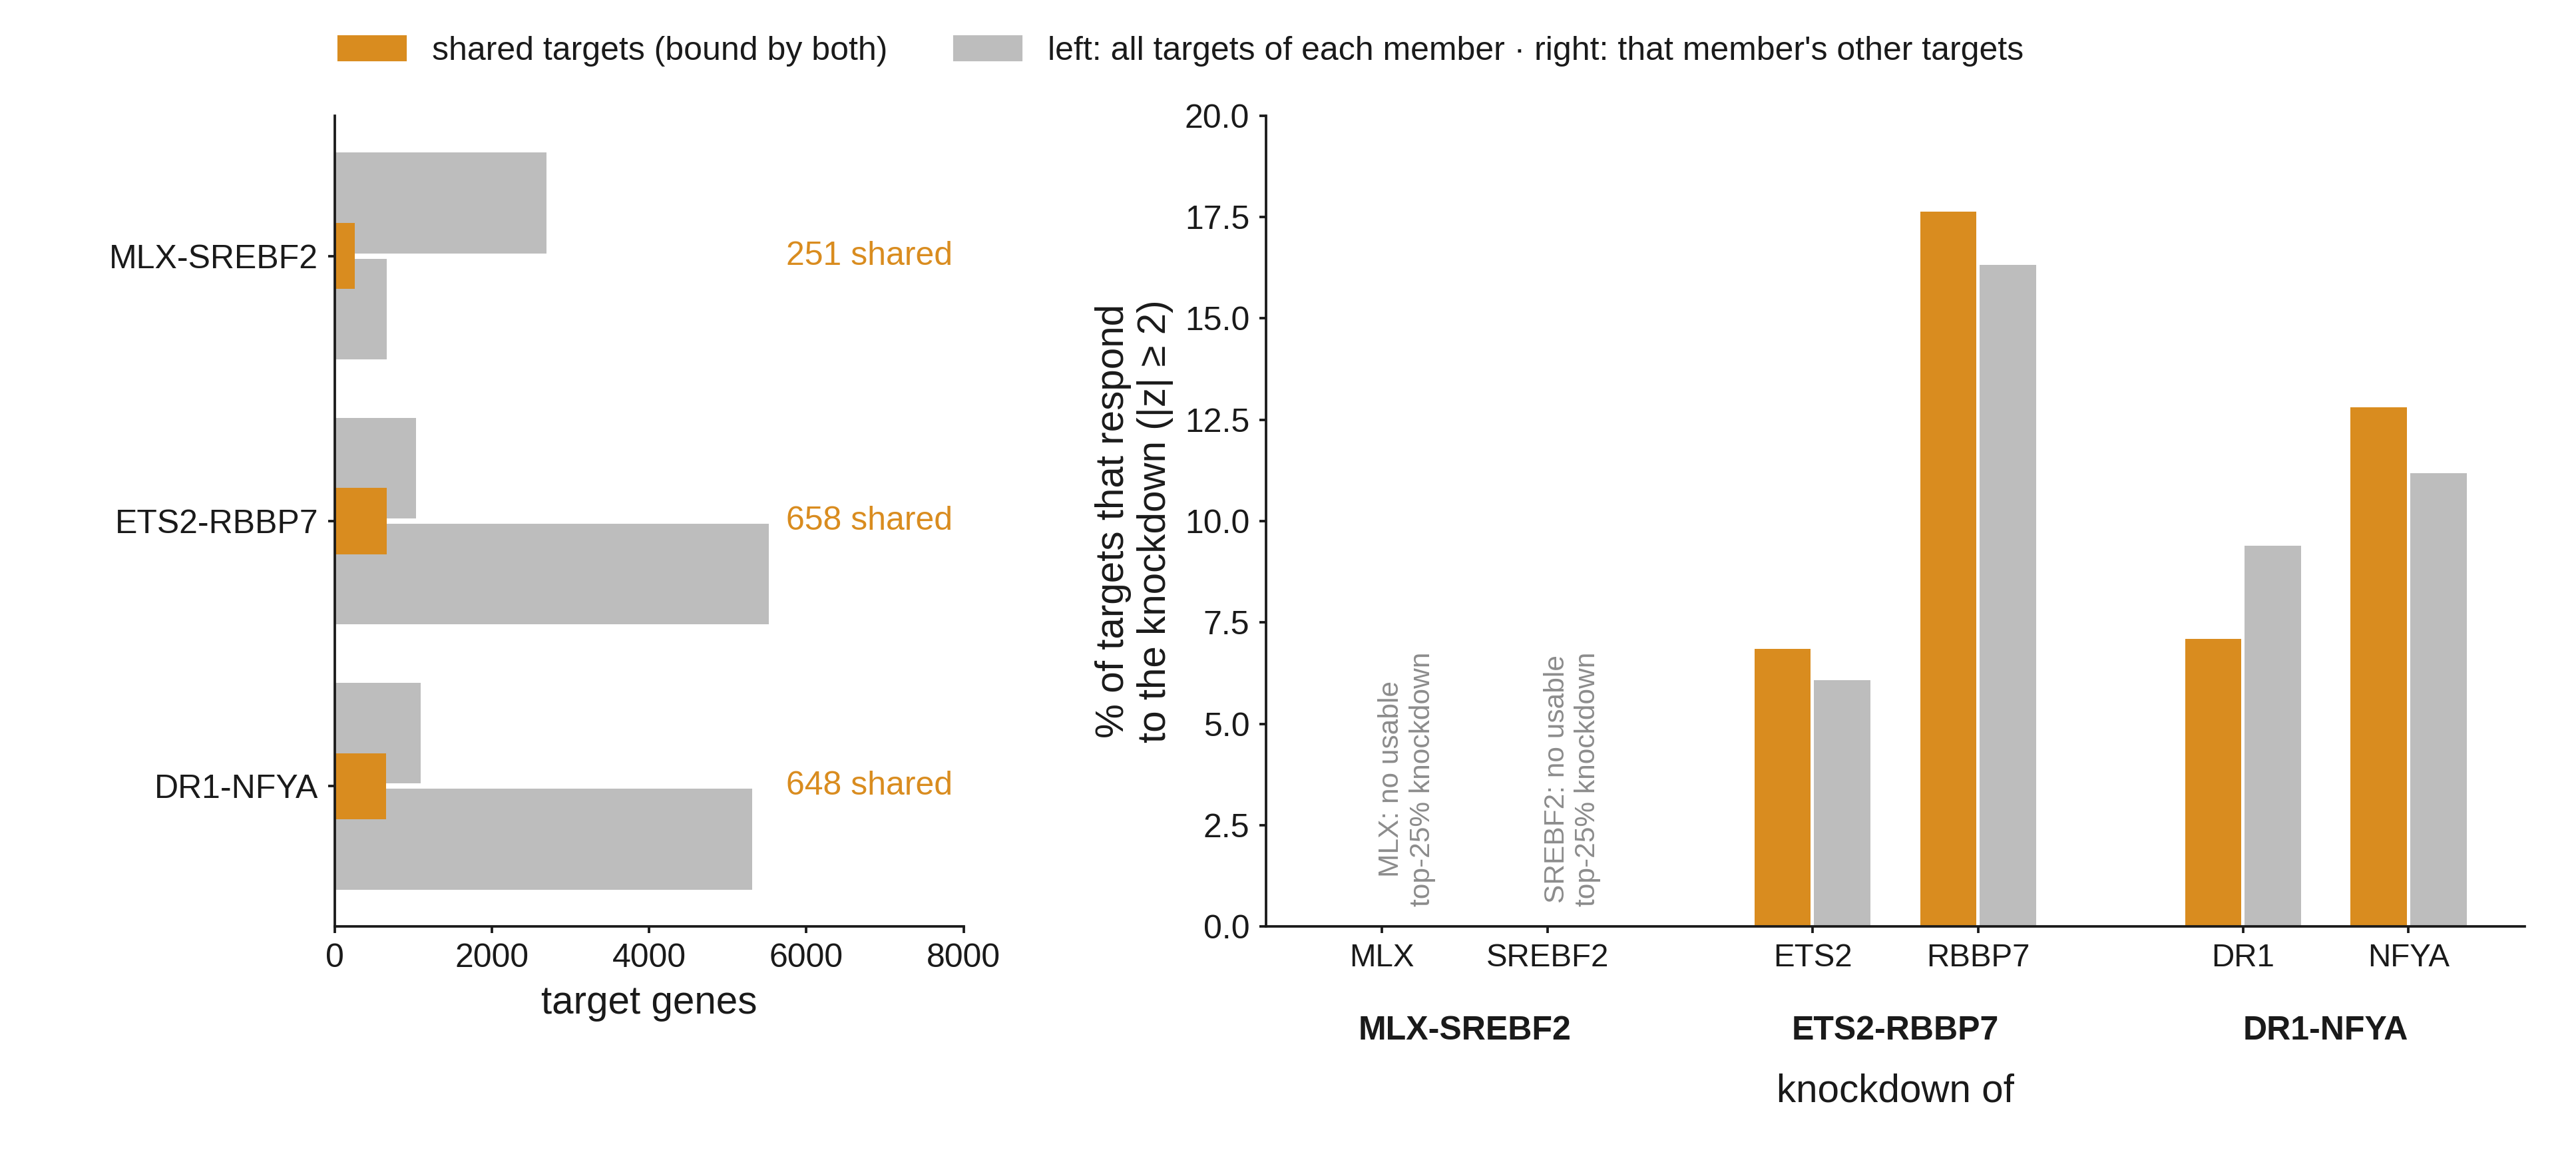 shared targets (bound by both)
left: all targets of each member · right: that member's other targets
MLX-SREBF2
ETS2-RBBP7
DR1-NFYA
251 shared
658 shared
648 shared
0
2000
4000
6000
8000
target genes
% of targets that respond
to the knockdown (|z| ≥ 2)
20.0
17.5
15.0
12.5
10.0
7.5
5.0
2.5
0.0
MLX: no usable
top-25% knockdown
SREBF2: no usable
top-25% knockdown
MLX
SREBF2
ETS2
RBBP7
DR1
NFYA
MLX-SREBF2
ETS2-RBBP7
DR1-NFYA
knockdown of